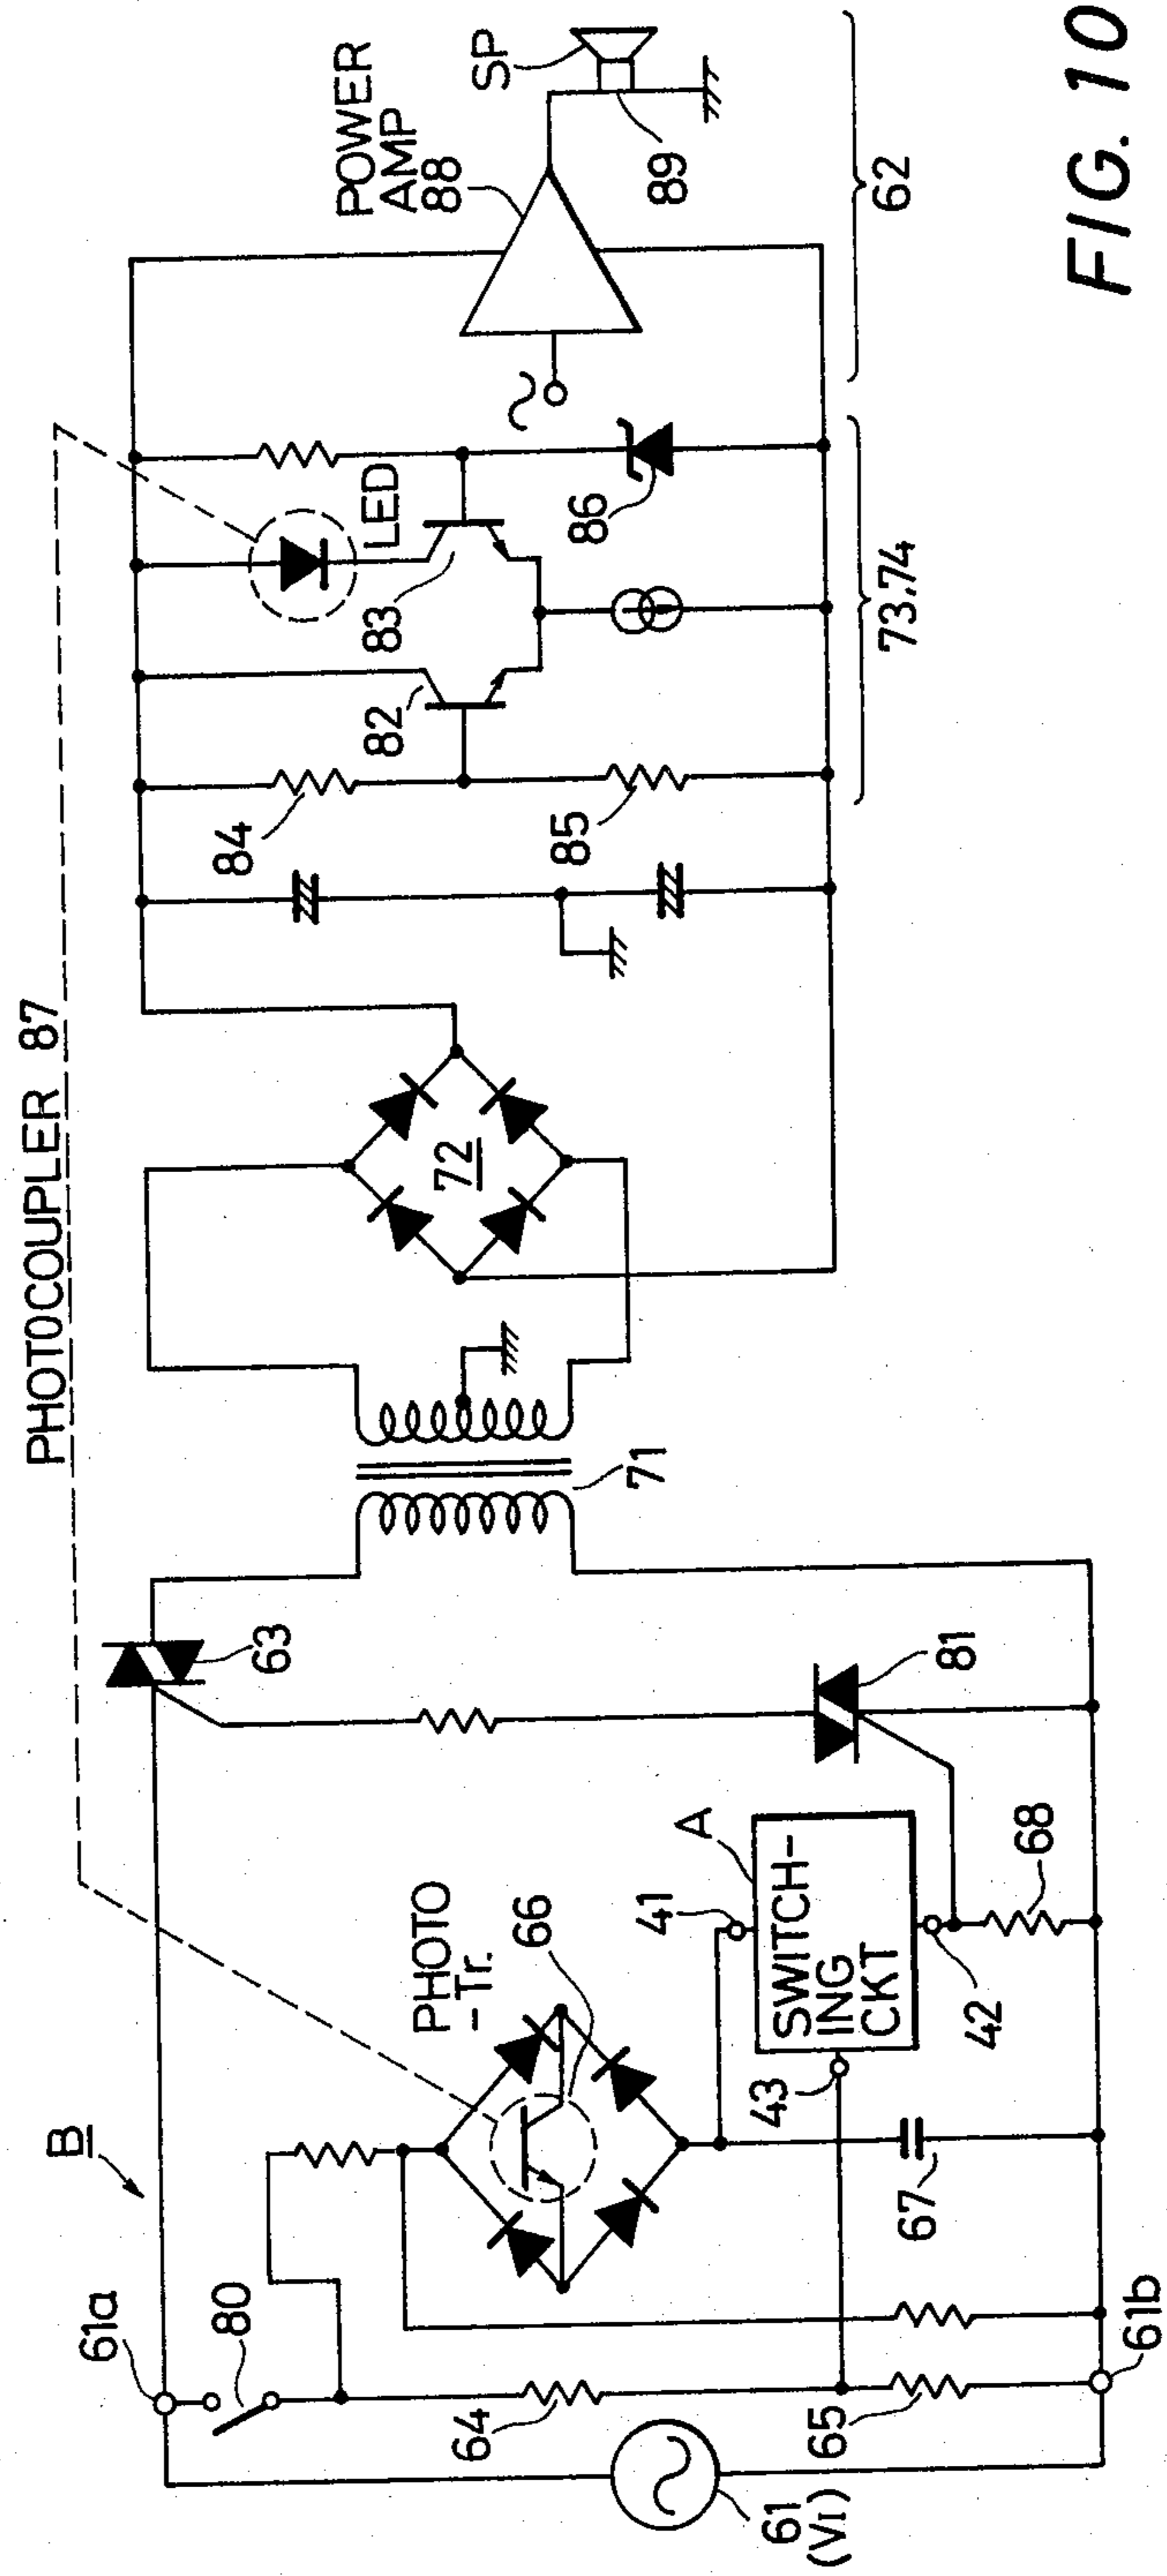 PHOTOCOUPLER 87
B
61a
80
64
65
61
(VI)
61b
PHOTO
-Tr.
66
67
43
41
A
SWITCH-
ING
CKT
42
68
63
81
71
72
84
85
82
83
LED
86
73,74
POWER
AMP
88
SP
89
62
FIG. 10